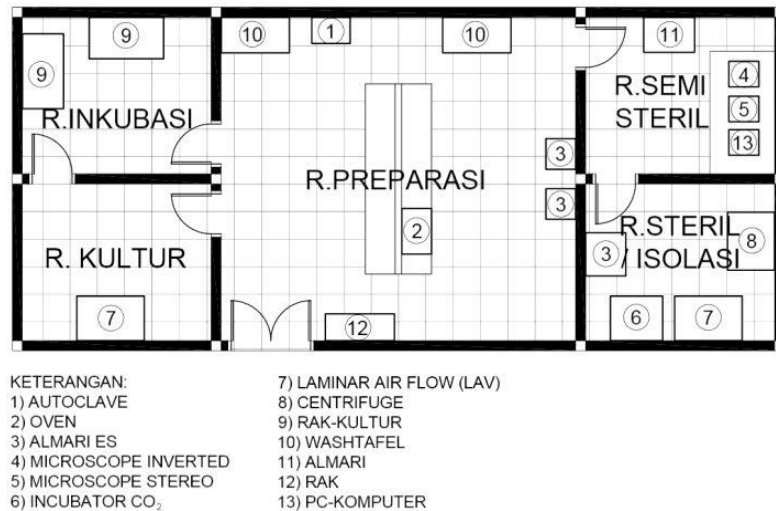 9
10
1
10
11
9
R.INKUBASI
R.SEMI
STERIL
4
5
13
3
R.PREPARASI
3
2
R. KULTUR
R.STERIL
/ ISOLASI
3
8
7
12
6
7
KETERANGAN:
1) AUTOCLAVE
2) OVEN
3) ALMARI ES
4) MICROSCOPE INVERTED
5) MICROSCOPE STEREO
6) INCUBATOR CO₂
7) LAMINAR AIR FLOW (LAV)
8) CENTRIFUGE
9) RAK-KULTUR
10) WASHTAFEL
11) ALMARI
12) RAK
13) PC-KOMPUTER